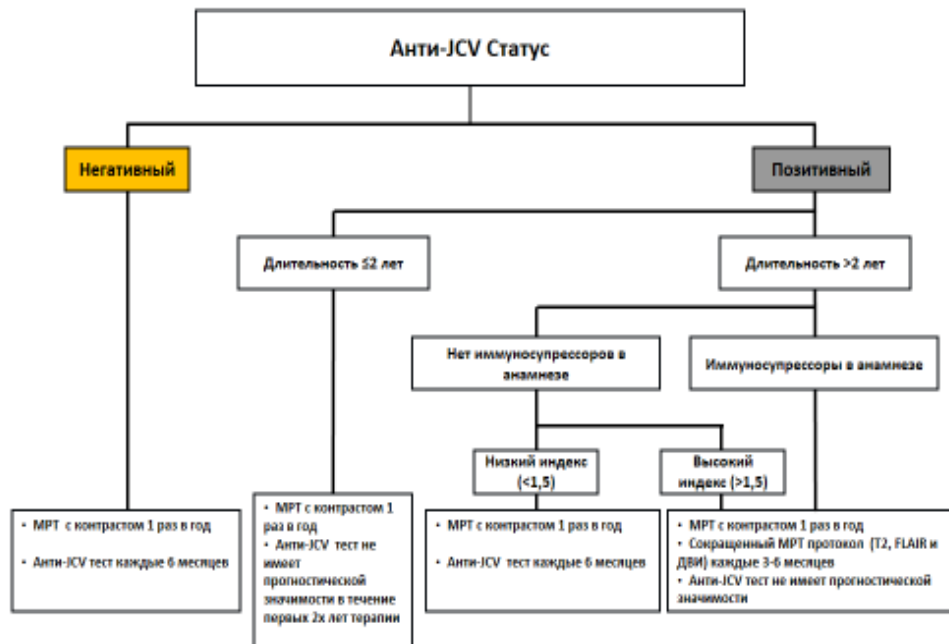 Анти-JCV Статус
Негативный
Позитивный
Длительность ≤2 лет
Длительность >2 лет
Нет иммуносупрессоров в
анамнезе
Иммуносупрессоры в анамнезе
Низкий индекс
(<1,5)
Высокий
индекс (>1,5)
• МРТ с контрастом 1 раз в год
• Анти-JCV тест каждые 6 месяцев
• МРТ с контрастом 1
раз в год
• Анти-JCV тест не
имеет
прогностической
значимости в течение
первых 2х лет терапии
• МРТ с контрастом 1 раз в год
• Анти-JCV тест каждые 6 месяцев
• МРТ с контрастом 1 раз в год
• Сокращенный МРТ протокол (Т2, FLAIR и
ДВИ) каждые 3-6 месяцев
• Анти-JCV тест не имеет прогностической
значимости